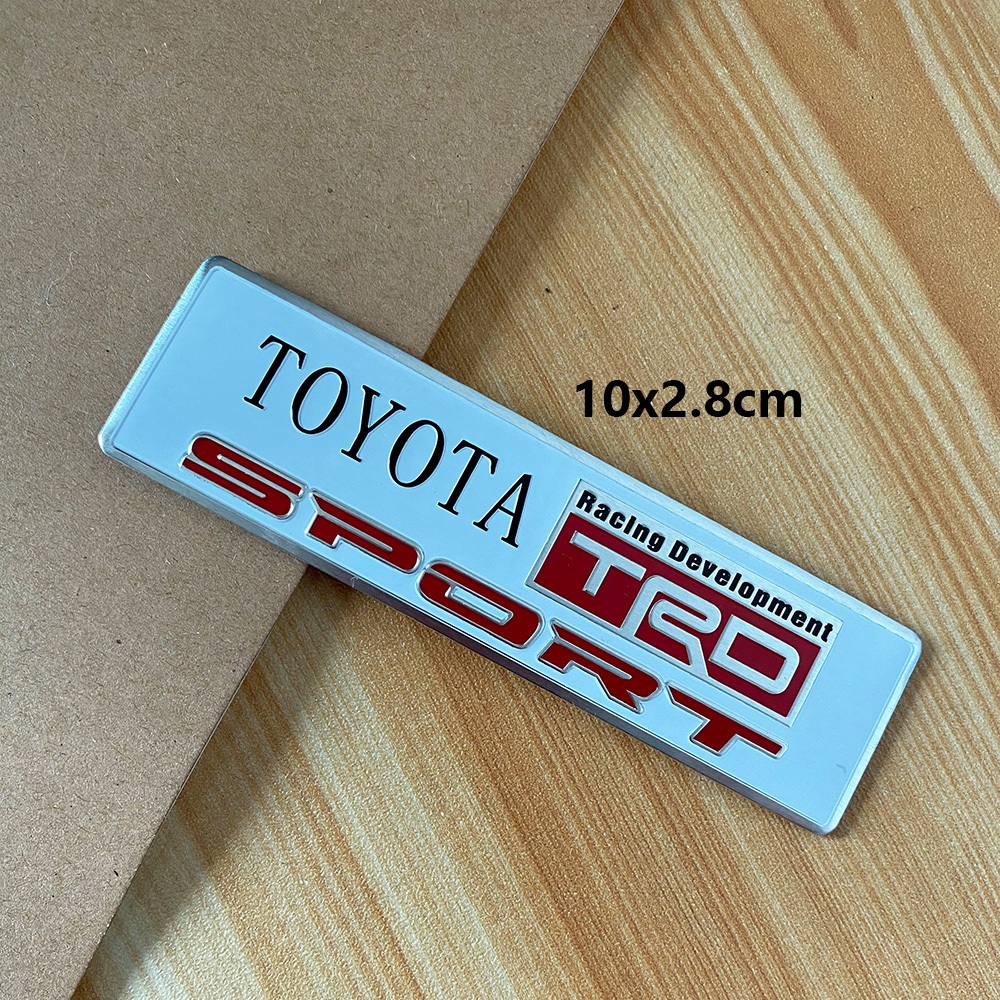 10x2.8cm
TOYOTA
Racing Development
TRD
SPORT